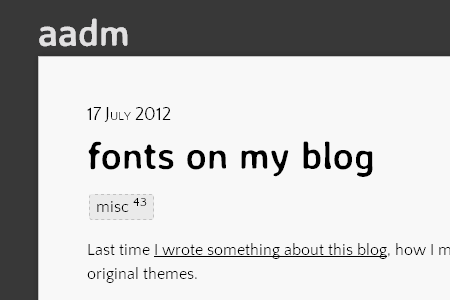 aadm
17 July 2012
fonts on my blog
misc 43
Last time I wrote something about this blog, how I m
original themes.